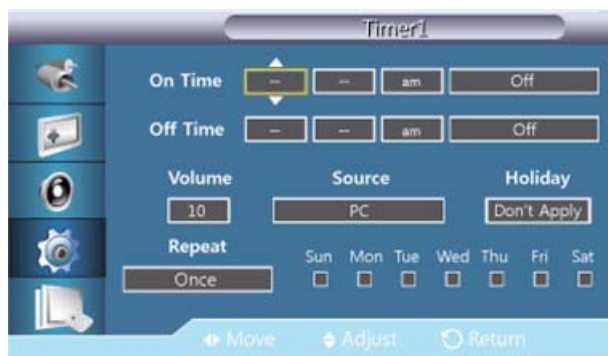 Timer1
On Time -- -- am Off
Off Time -- -- am Off
Volume Source Holiday
10 PC Don't Apply
Repeat Sun Mon Tue Wed Thu Fri Sat
Once
Move Adjust Return